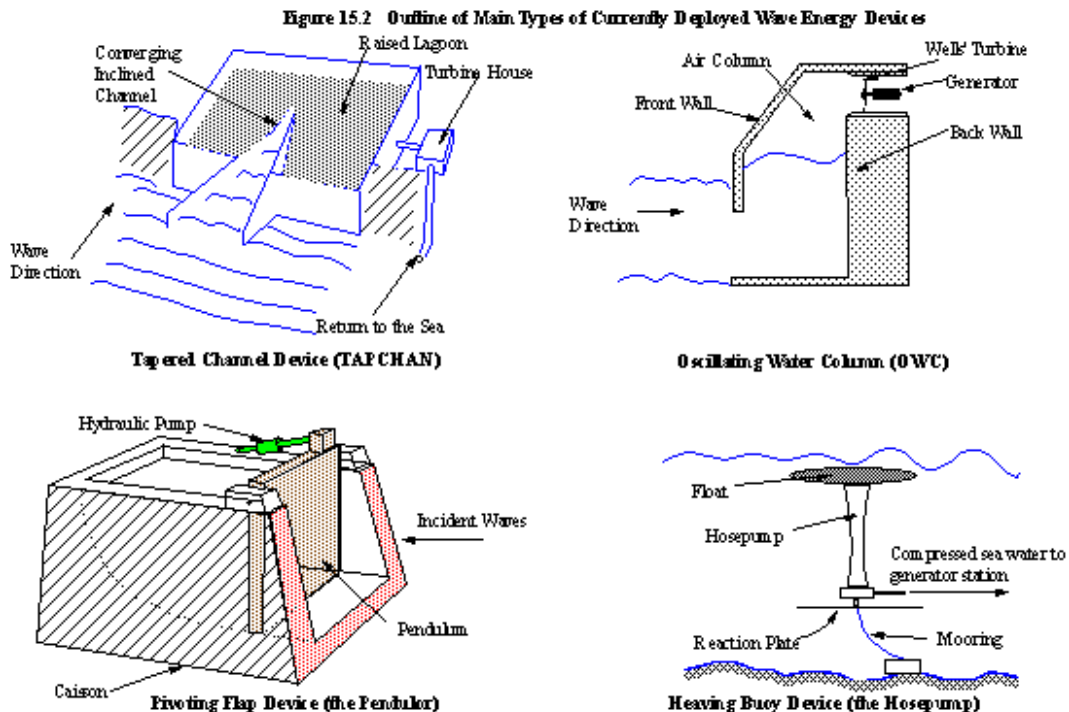 Figure 15.2 Outline of Main Types of Currently Deployed Wave Energy Devices
Converging
Inclined
Channel
Raised Lagoon
Turbine House
Wave
Direction
Return to the Sea
Tapered Channel Device (TAPCHAN)
Air Column
Wells' Turbine
Generator
Front Wall
Back Wall
Wave
Direction
Oscillating Water Column (OWC)
Hydraulic Pump
Incident Waves
Pendulum
Caisson
Pivoting Flap Device (the Pendulor)
Float
Hosepump
Compressed sea water to
generator station
Reaction Plate
Mooring
Heaving Buoy Device (the Hosepump)